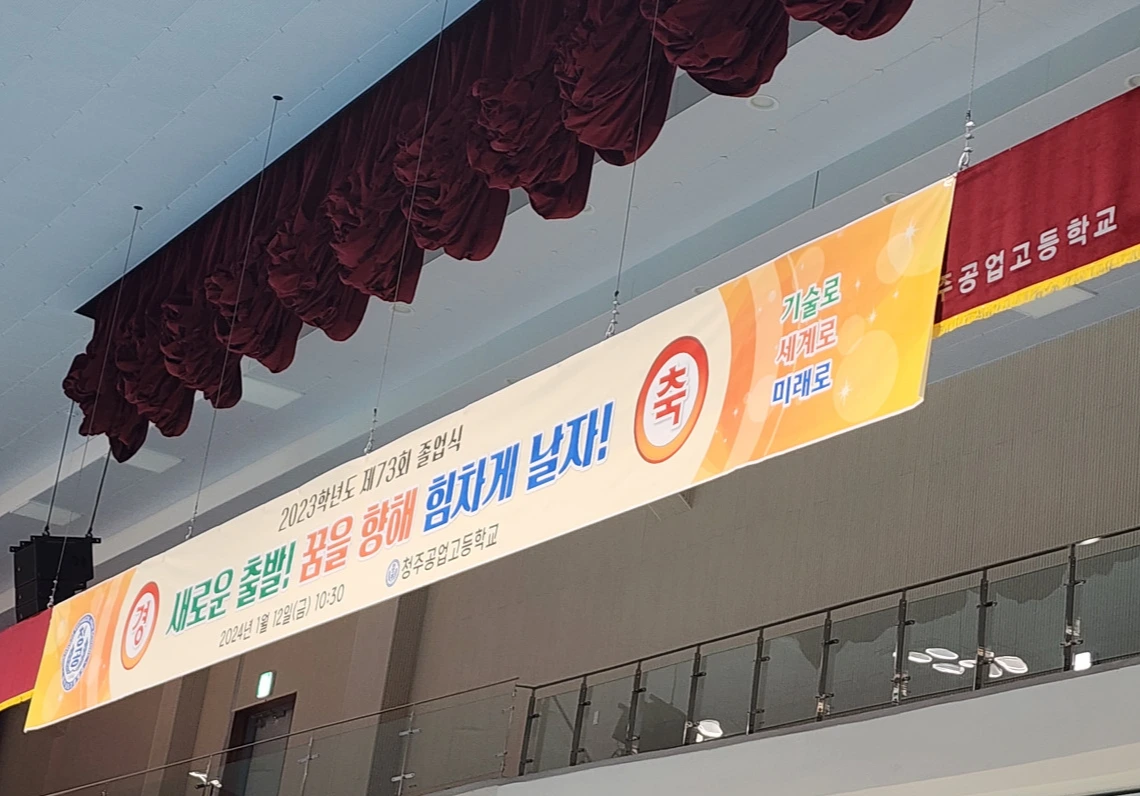 2023학년도 제73회 졸업식
경
새로운 출발! 꿈을 향해 힘차게 날자!
축
2024년 1월 12일(금) 10:30
청주공업고등학교
기술로
세계로
미래로
청공
주공업고등학교